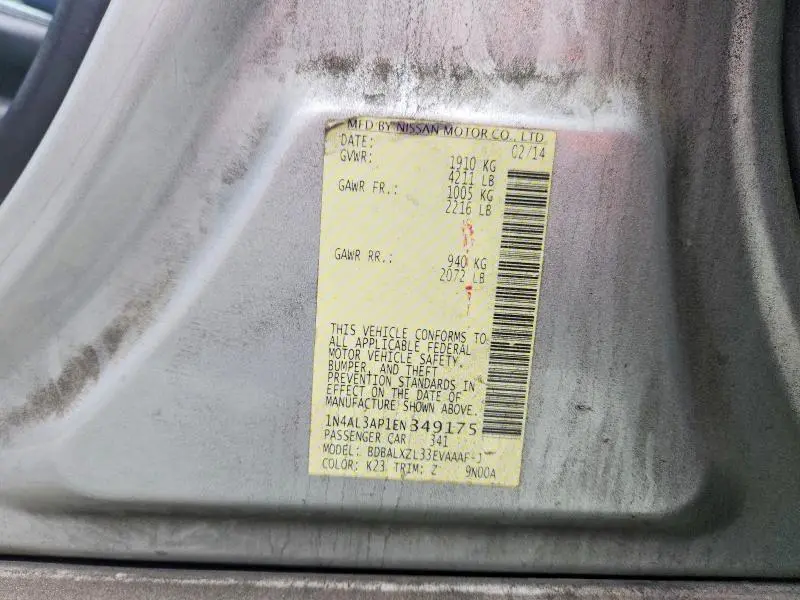 MFD BY NISSAN MOTOR CO., LTD
DATE: 02/14
GVWR: 1910 KG
4211 LB
GAWR FR.: 1005 KG
2216 LB
GAWR RR.: 940 KG
2072 LB
THIS VEHICLE CONFORMS TO
ALL APPLICABLE FEDERAL
MOTOR VEHICLE SAFETY,
BUMPER, AND THEFT
PREVENTION STANDARDS IN
EFFECT ON THE DATE OF
MANUFACTURE SHOWN ABOVE.
1N4AL3AP1EN349175
PASSENGER CAR 341
MODEL: BDBALXZL33EVAAAF-J
COLOR: K23 TRIM: Z 9N00A